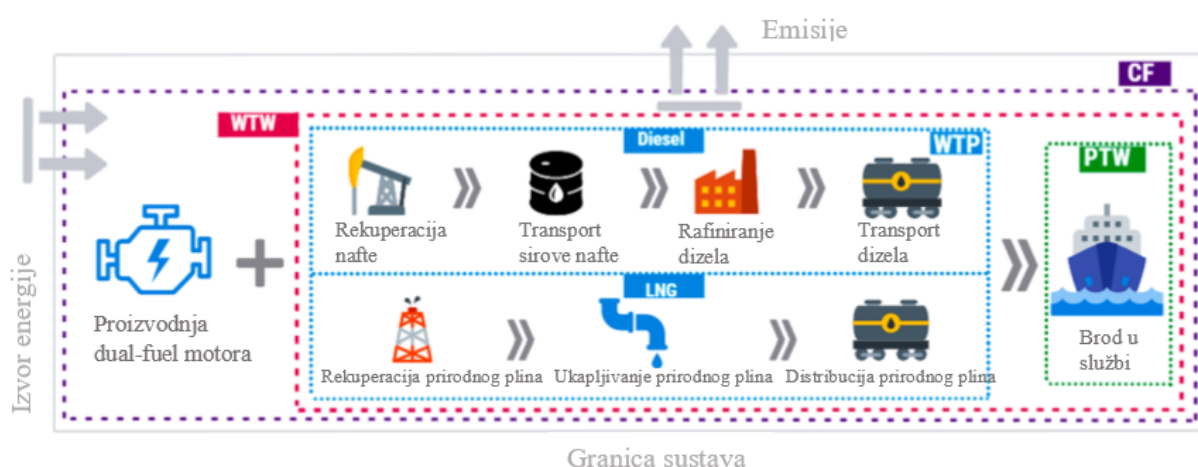 Emisije
CF
WTW
Diesel
WTP
PTW
Rekuperacija
nafte
Transport
sirove nafte
Rafiniranje
dizela
Transport
dizela
Izvor energije
LNG
Proizvodnja
dual-fuel motora
Brod u
službi
Rekuperacija prirodnog plina
Ukapljivanje prirodnog plina
Distribucija prirodnog plina
Granica sustava